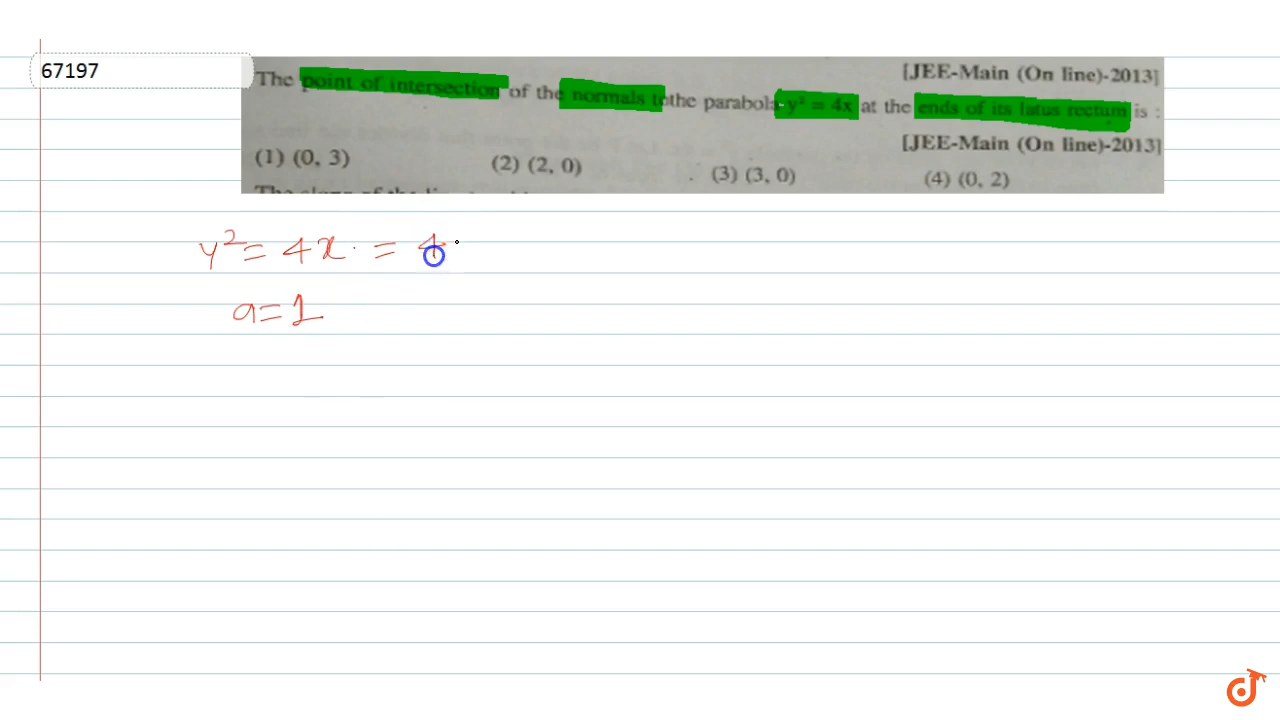 67197
[JEE-Main (On line)-2013]
The point of intersection of the normals to the parabola y² = 4x at the ends of its latus rectum is :
[JEE-Main (On line)-2013]
(1) (0, 3) (2) (2, 0) (3) (3, 0) (4) (0, 2)
y² = 4x · = 4
a = 1